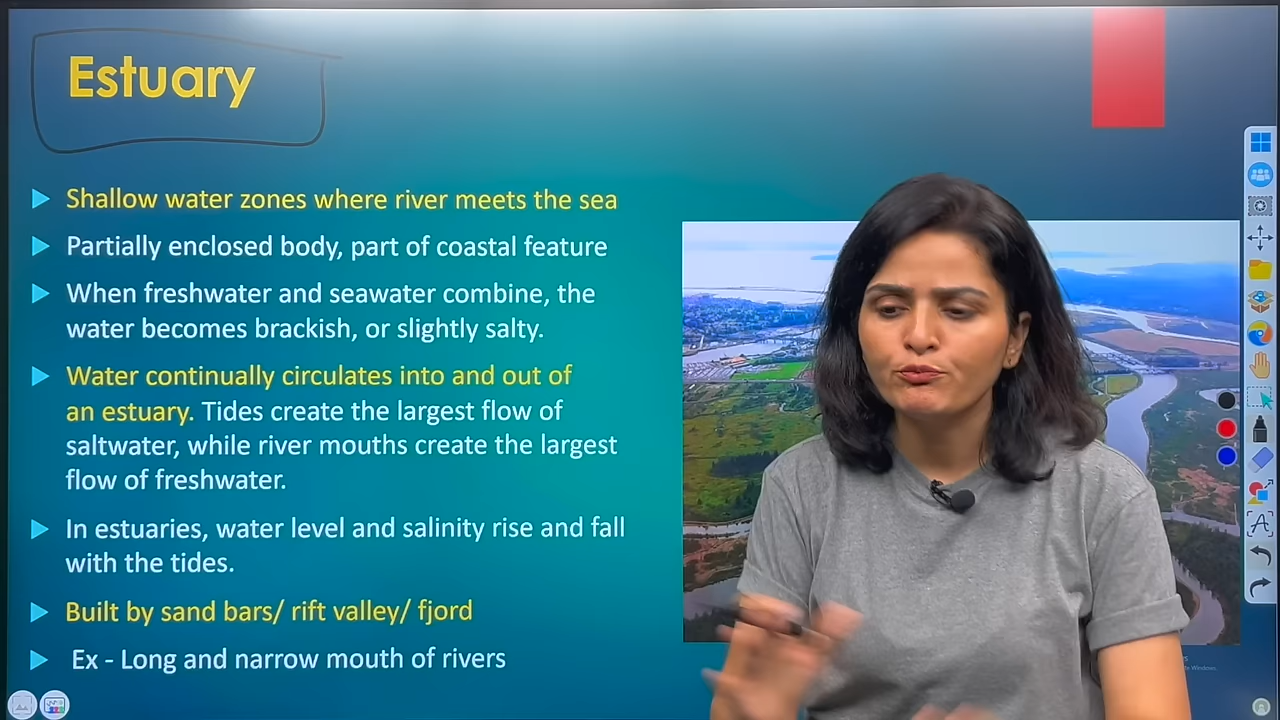 Estuary
Shallow water zones where river meets the sea
Partially enclosed body, part of coastal feature
When freshwater and seawater combine, the
water becomes brackish, or slightly salty.
Water continually circulates into and out of
an estuary. Tides create the largest flow of
saltwater, while river mouths create the largest
flow of freshwater.
In estuaries, water level and salinity rise and fall
with the tides.
Built by sand bars/ rift valley/ fjord
Ex - Long and narrow mouth of rivers